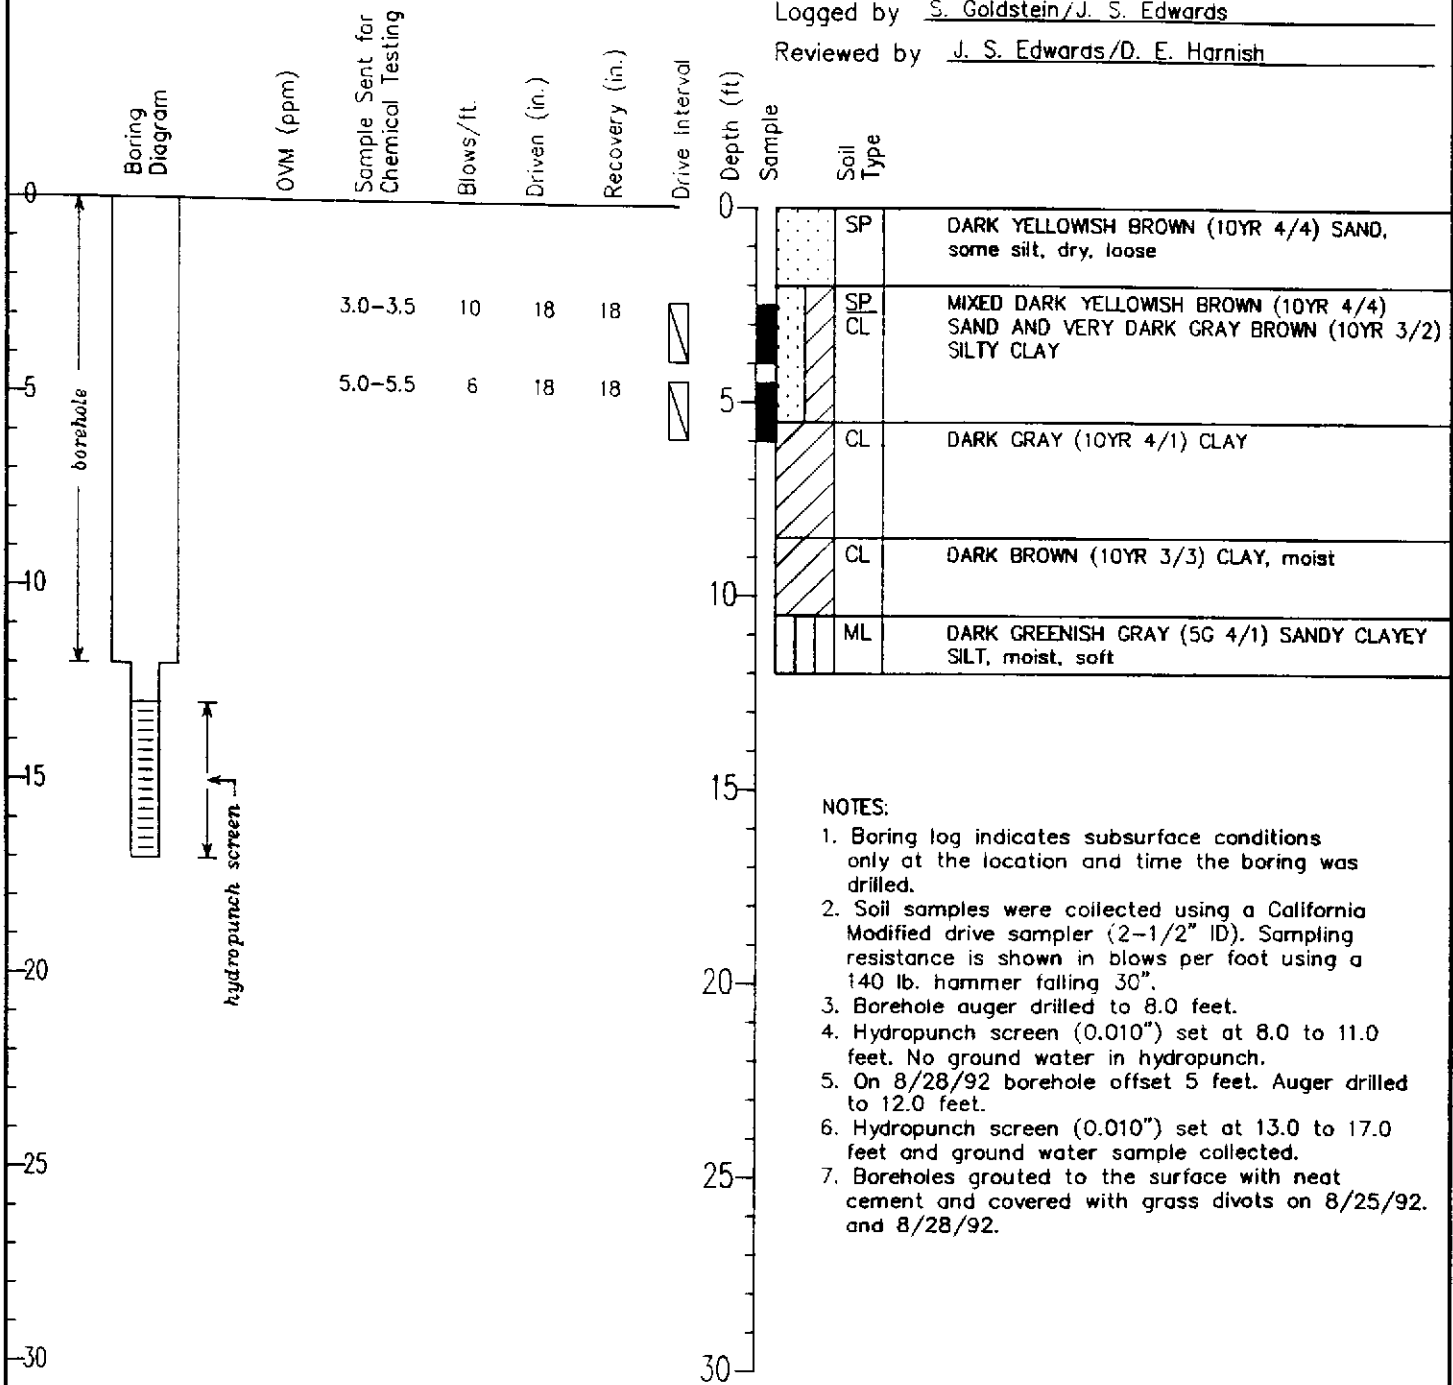 Logged by S. Goldstein/J. S. Edwards
Reviewed by J. S. Edwards/D. E. Harnish
Boring
Diagram
OVM (ppm)
Sample Sent for
Chemical Testing
Blows/ft.
Driven (in.)
Recovery (in.)
Drive Interval
Depth (ft)
Sample
Soil
Type
0
0
SP DARK YELLOWISH BROWN (10YR 4/4) SAND,
some silt, dry, loose
3.0-3.5 10 18 18
SP MIXED DARK YELLOWISH BROWN (10YR 4/4)
CL SAND AND VERY DARK GRAY BROWN (10YR 3/2)
SILTY CLAY
5
5.0-5.5 6 18 18
5
borehole
CL DARK GRAY (10YR 4/1) CLAY
CL DARK BROWN (10YR 3/3) CLAY, moist
10
10
ML DARK GREENISH GRAY (5G 4/1) SANDY CLAYEY
SILT, moist, soft
15
15
hydropunch screen
NOTES:
1. Boring log indicates subsurface conditions
only at the location and time the boring was
drilled.
2. Soil samples were collected using a California
Modified drive sampler (2-1/2" ID). Sampling
resistance is shown in blows per foot using a
140 lb. hammer falling 30".
3. Borehole auger drilled to 8.0 feet.
4. Hydropunch screen (0.010") set at 8.0 to 11.0
feet. No ground water in hydropunch.
5. On 8/28/92 borehole offset 5 feet. Auger drilled
to 12.0 feet.
6. Hydropunch screen (0.010") set at 13.0 to 17.0
feet and ground water sample collected.
7. Boreholes grouted to the surface with neat
cement and covered with grass divots on 8/25/92.
and 8/28/92.
20
20
25
25
30
30